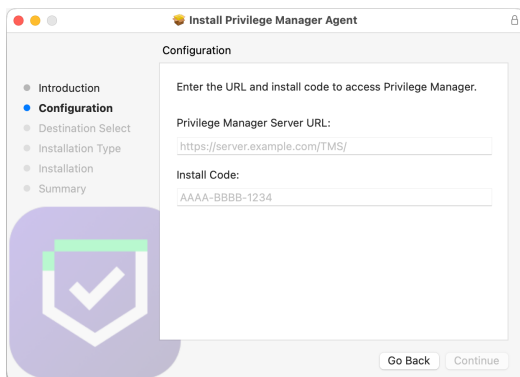 Install Privilege Manager Agent
Configuration
Introduction
Configuration
Destination Select
Installation Type
Installation
Summary
Enter the URL and install code to access Privilege Manager.
Privilege Manager Server URL:
https://server.example.com/TMS/
Install Code:
AAAA-BBBB-1234
Go Back
Continue